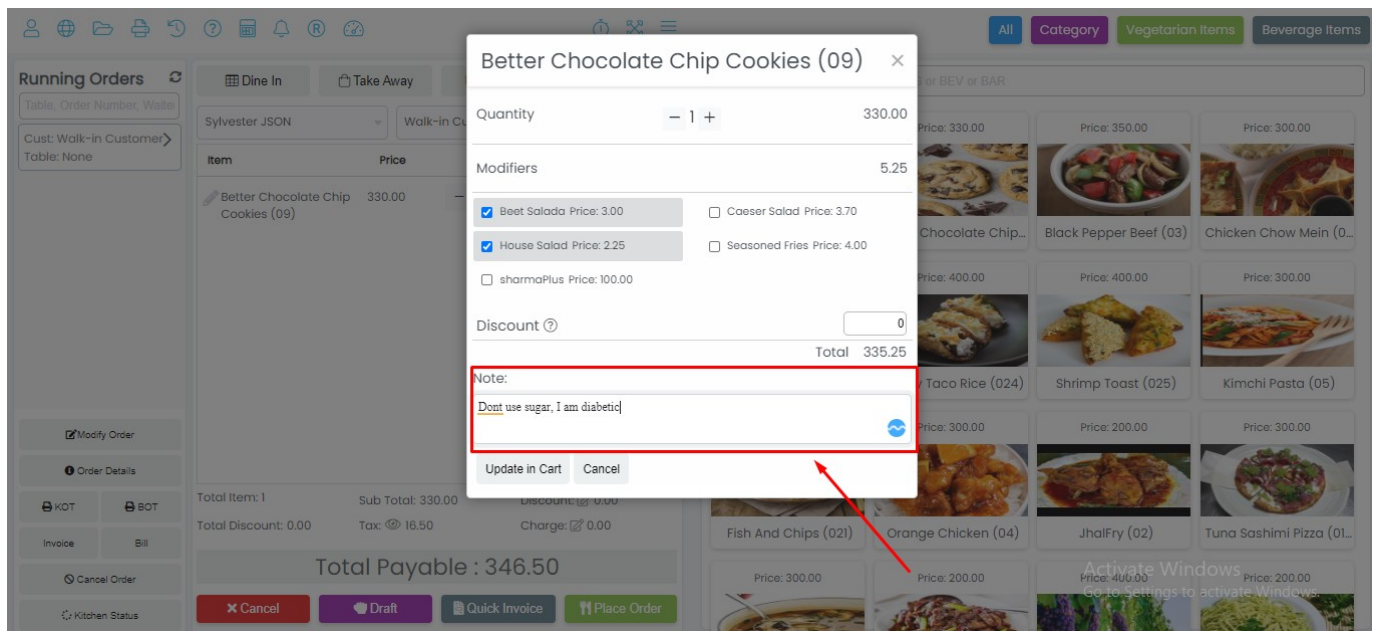 All
Category
Vegetarian Items
Beverage Items
Running Orders
Table, Order Number, Waite
Cust: Walk-in Customer
Table: None
Modify Order
Order Details
KOT
BOT
Invoice
Bill
Cancel Order
Kitchen Status
Dine In
Take Away
Sylvester JSON
Walk-in Cu
Item
Price
Better Chocolate Chip
Cookies (09)
330.00
Total Item: 1
Sub Total: 330.00
Discount: 0.00
Total Discount: 0.00
Tax: 16.50
Charge: 0.00
Total Payable : 346.50
Cancel
Draft
Quick Invoice
Place Order
Better Chocolate Chip Cookies (09)
×
Quantity
− 1 +
330.00
Modifiers
5.25
Beet Salada Price: 3.00
Caeser Salad Price: 3.70
House Salad Price: 2.25
Seasoned Fries Price: 4.00
sharmaPlus Price: 100.00
Discount
0
Total 335.25
Note:
Dont use sugar, I am diabetic
Update in Cart
Cancel
or BEV or BAR
Price: 330.00
Price: 350.00
Price: 300.00
Chocolate Chip...
Black Pepper Beef (03)
Chicken Chow Mein (0...
Price: 400.00
Price: 400.00
Price: 300.00
Taco Rice (024)
Shrimp Toast (025)
Kimchi Pasta (05)
Price: 300.00
Price: 200.00
Price: 300.00
Fish And Chips (021)
Orange Chicken (04)
JhalFry (02)
Tuna Sashimi Pizza (01...
Price: 300.00
Price: 200.00
Price: 400.00
Price: 200.00
Activate Windows
Go to Settings to activate Windows.